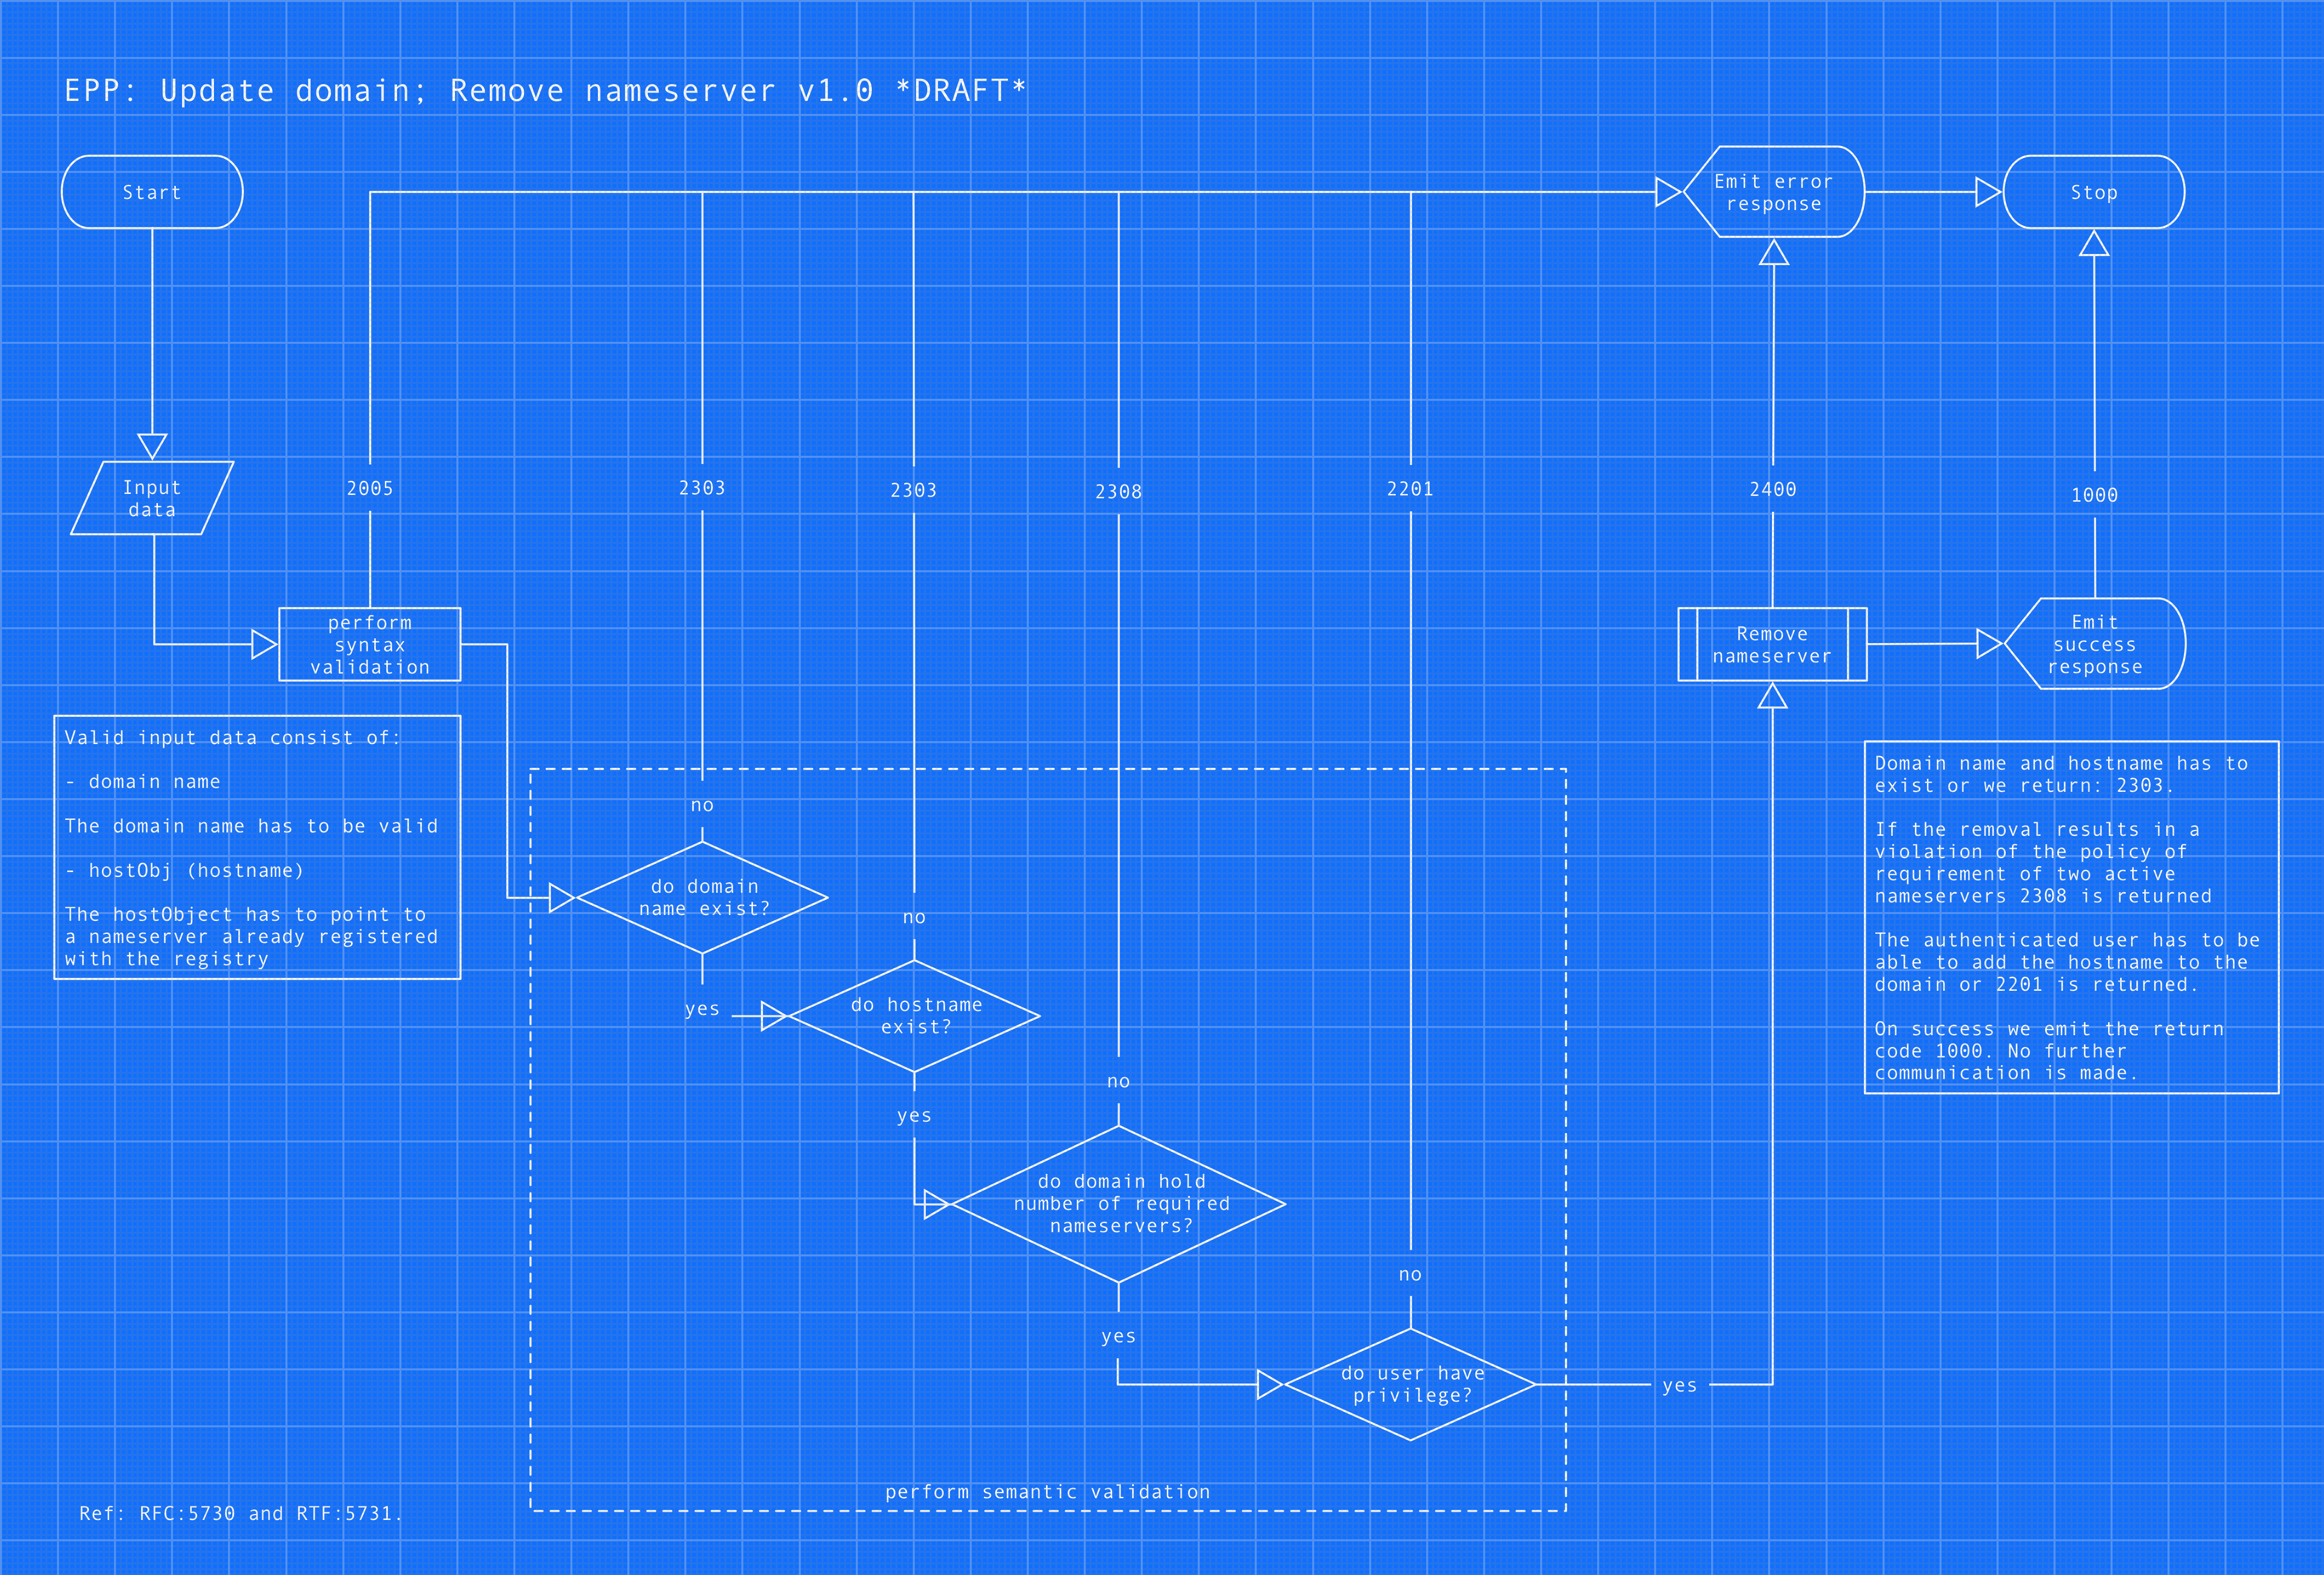 EPP: Update domain; Remove nameserver v1.0 *DRAFT*
Start
Emit error
response
Stop
Input
data
2005
2303
2303
2308
2201
2400
1000
perform
syntax
validation
Remove
nameserver
Emit
success
response
Valid input data consist of:
- domain name
The domain name has to be valid
- hostObj (hostname)
The hostObject has to point to
a nameserver already registered
with the registry
no
do domain
name exist?
yes
no
do hostname
exist?
yes
no
do domain hold
number of required
nameservers?
yes
no
do user have
privilege?
yes
Domain name and hostname has to
exist or we return: 2303.
If the removal results in a
violation of the policy of
requirement of two active
nameservers 2308 is returned
The authenticated user has to be
able to add the hostname to the
domain or 2201 is returned.
On success we emit the return
code 1000. No further
communication is made.
perform semantic validation
Ref: RFC:5730 and RTF:5731.